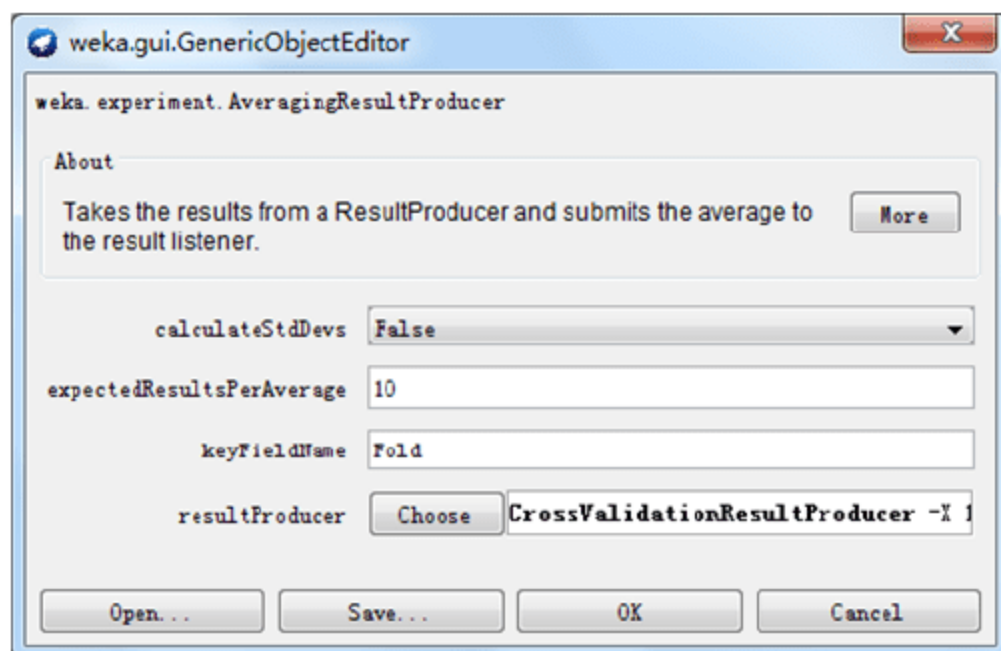 weka.gui.GenericObjectEditor
weka.experiment.AveragingResultProducer
About
Takes the results from a ResultProducer and submits the average to
the result listener.
More
calculateStdDevs False
expectedResultsPerAverage 10
keyFieldName Fold
resultProducer Choose CrossValidationResultProducer -X 1
Open... Save... OK Cancel